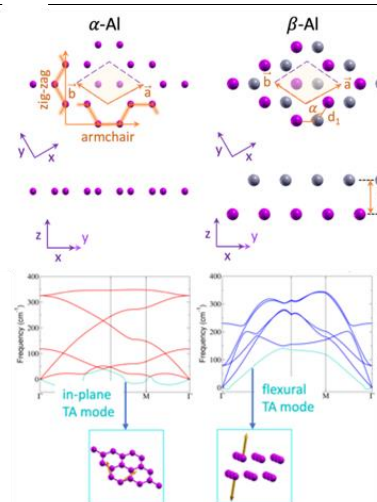 α-Al
β-Al
zig-zag
b
a
armchair
b
a
α
d₁
y
x
y
x
z
y
x
z
y
x
400
300
200
100
0
Frequency (cm⁻¹)
in-plane
TA mode
Γ
M
Γ
400
300
200
100
0
Frequency (cm⁻¹)
flexural
TA mode
Γ
M
Γ